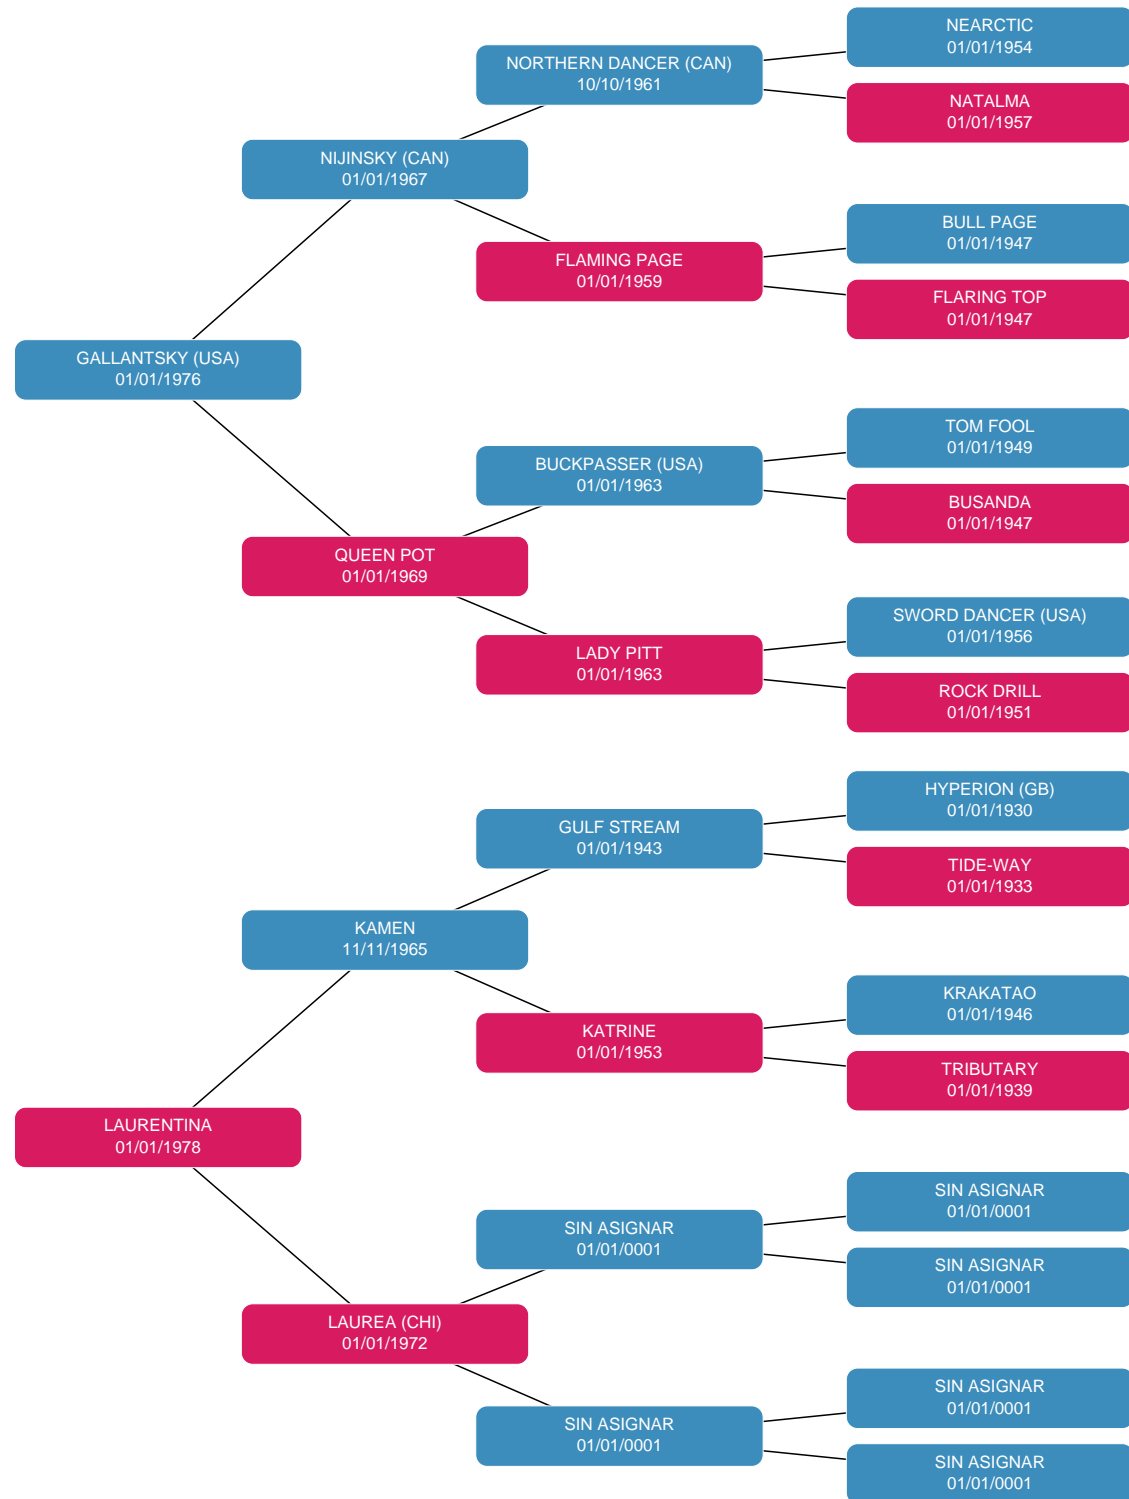 NEARCTIC
01/01/1954
NORTHERN DANCER (CAN)
10/10/1961
NATALMA
01/01/1957
NIJINSKY (CAN)
01/01/1967
BULL PAGE
01/01/1947
FLAMING PAGE
01/01/1959
FLARING TOP
01/01/1947
GALLANTSKY (USA)
01/01/1976
TOM FOOL
01/01/1949
BUCKPASSER (USA)
01/01/1963
BUSANDA
01/01/1947
QUEEN POT
01/01/1969
SWORD DANCER (USA)
01/01/1956
LADY PITT
01/01/1963
ROCK DRILL
01/01/1951
HYPERION (GB)
01/01/1930
GULF STREAM
01/01/1943
TIDE-WAY
01/01/1933
KAMEN
11/11/1965
KRAKATAO
01/01/1946
KATRINE
01/01/1953
TRIBUTARY
01/01/1939
LAURENTINA
01/01/1978
SIN ASIGNAR
01/01/0001
SIN ASIGNAR
01/01/0001
SIN ASIGNAR
01/01/0001
LAUREA (CHI)
01/01/1972
SIN ASIGNAR
01/01/0001
SIN ASIGNAR
01/01/0001
SIN ASIGNAR
01/01/0001